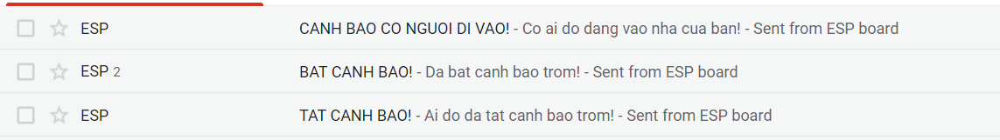 ESP CANH BAO CO NGUOI DI VAO! - Co ai do dang vao nha cua ban! - Sent from ESP board
ESP 2 BAT CANH BAO! - Da bat canh bao trom! - Sent from ESP board
ESP TAT CANH BAO! - Ai do da tat canh bao trom! - Sent from ESP board